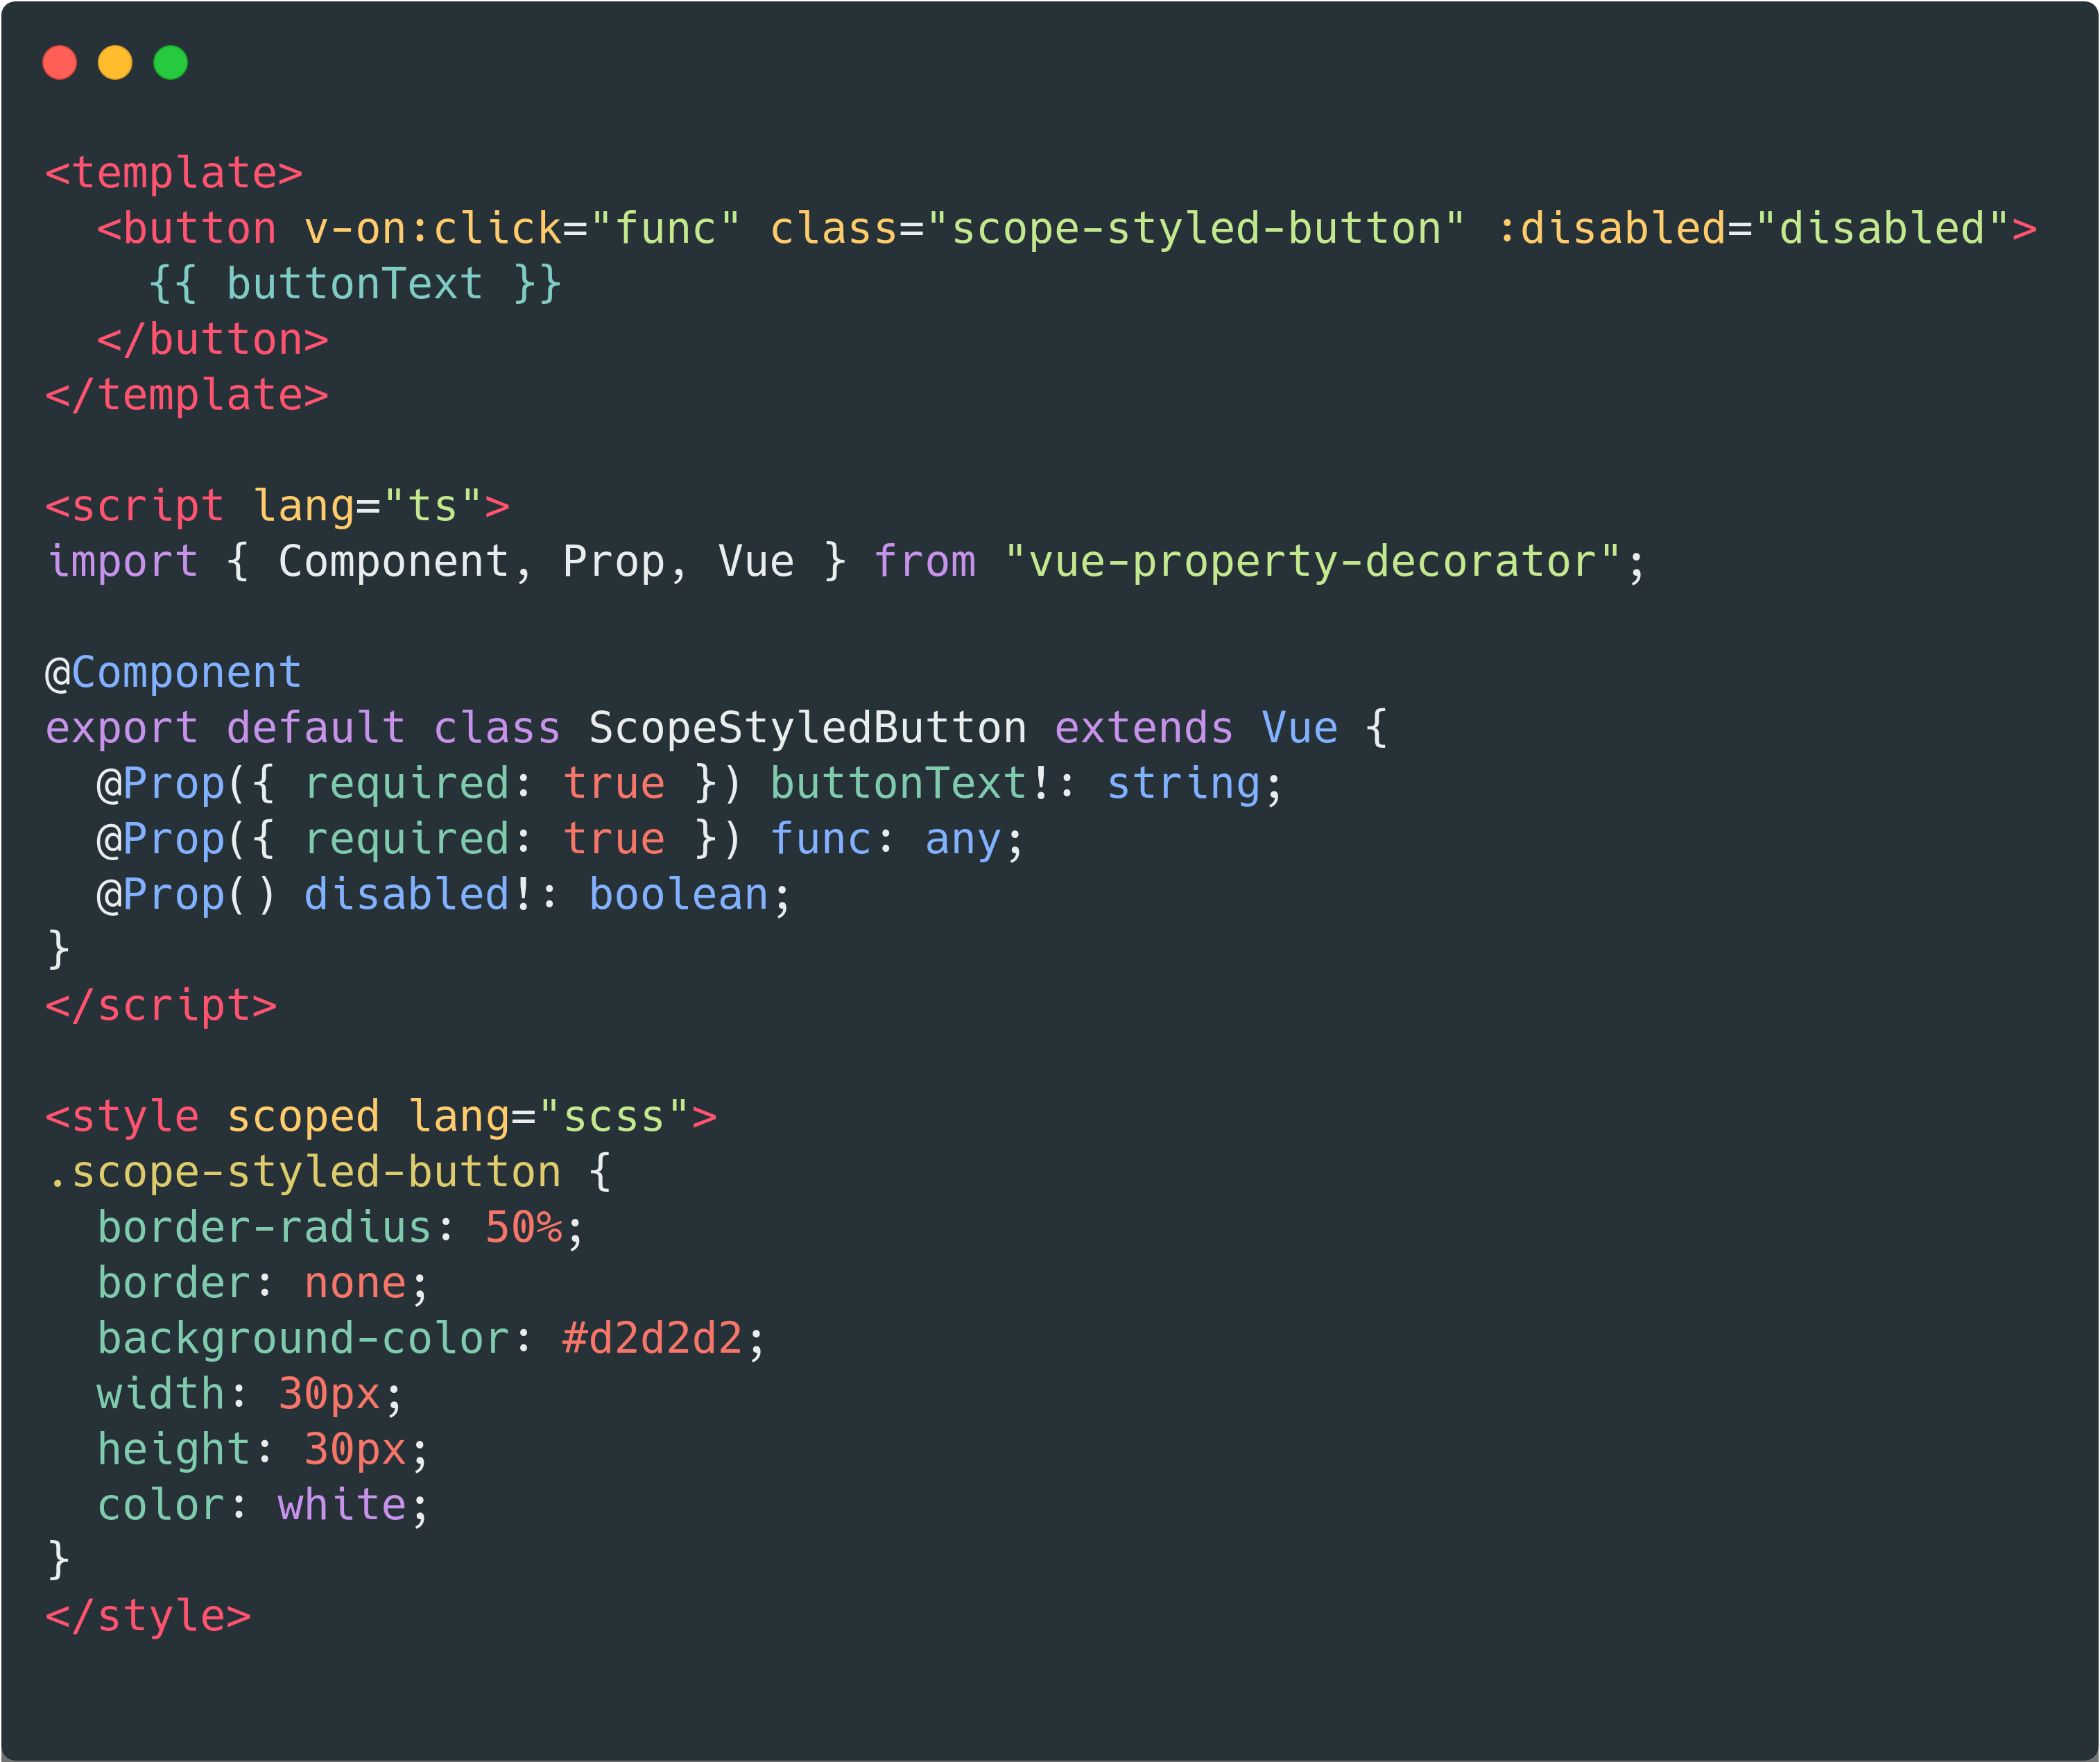 <template>
  <button v-on:click="func" class="scope-styled-button" :disabled="disabled">
    {{ buttonText }}
  </button>
</template>

<script lang="ts">
import { Component, Prop, Vue } from "vue-property-decorator";

@Component
export default class ScopeStyledButton extends Vue {
  @Prop({ required: true }) buttonText!: string;
  @Prop({ required: true }) func: any;
  @Prop() disabled!: boolean;
}
</script>

<style scoped lang="scss">
.scope-styled-button {
  border-radius: 50%;
  border: none;
  background-color: #d2d2d2;
  width: 30px;
  height: 30px;
  color: white;
}
</style>